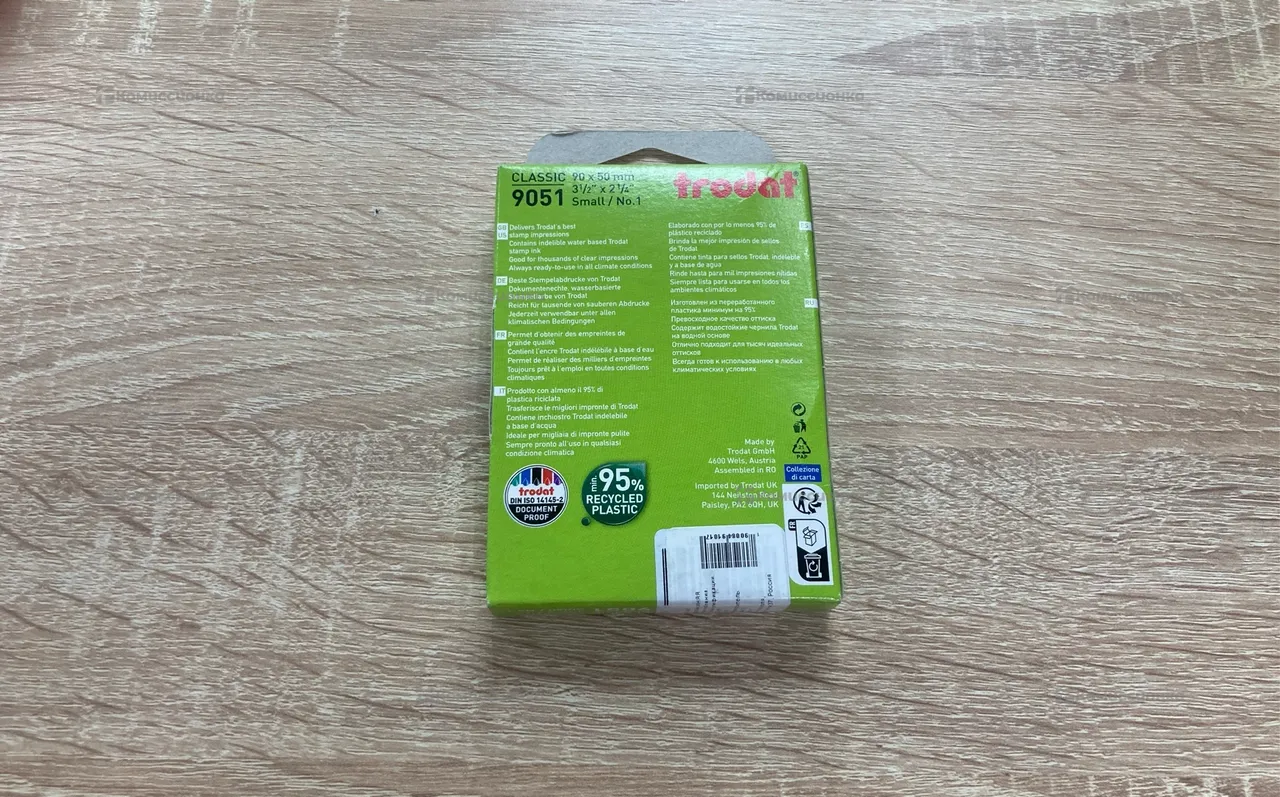 Комиссионка
Комиссионка
CLASSIC
9051
90 x 50 mm
3½" x 2¼"
Small / No.1
trodat®
GB
US
Delivers Trodat's best
stamp impressions
Contains indelible water based Trodat
stamp ink
Good for thousands of clear impressions
Always ready-to-use in all climate conditions
DE
Beste Stempelabdrucke von Trodat
Dokumentenechte, wasserbasierte
Stempelfarbe von Trodat
Reicht für tausende von sauberen Abdrucke
Jederzeit verwendbar unter allen
klimatischen Bedingungen
FR
Permet d'obtenir des empreintes de
grande qualité
Contient l'encre Trodat indélébile à base d'eau
Permet de réaliser des milliers d'empreintes
Toujours prêt à l'emploi en toutes conditions
climatiques
IT
Prodotto con almeno il 95% di
plastica riciclata
Trasferisce le migliori impronte di Trodat
Contiene inchiostro Trodat indelebile
a base d'acqua
Ideale per migliaia di impronte pulite
Sempre pronto all'uso in qualsiasi
condizione climatica
Elaborado con por lo menos 95% de
plástico reciclado
Brinda la mejor impresión de sellos
de Trodat
Contiene tinta para sellos Trodat, indeleble
y a base de agua
Rinde hasta para mil impresiones nítidas
Siempre lista para usarse en todos los
ambientes climáticos
RU
Изготовлен из переработанного
пластика минимум на 95%
Превосходное качество оттиска
Содержит водостойкие чернила Trodat
на водной основе
Отлично подходит для тысяч идеальных
оттисков
Всегда готов к использованию в любых
климатических условиях
trodat
DIN ISO 14145-2
DOCUMENT
PROOF
min. 95%
RECYCLED
PLASTIC
Made by
Trodat GmbH
4600 Wels, Austria
Assembled in RO
Imported by Trodat UK
144 Neilston Road
Paisley, PA2 6QH, UK
21
PAP
Collezione
di carta
FR
Россия